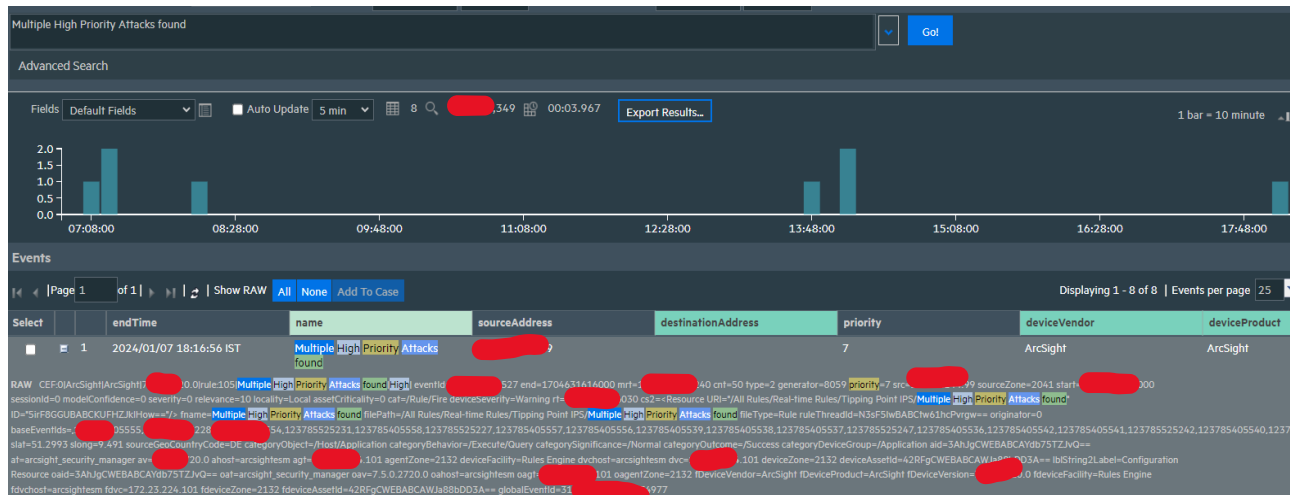 Multiple High Priority Attacks found
Go!
Advanced Search
Fields Default Fields Auto Update 5 min 8 ,349 00:03.967 Export Results... 1 bar = 10 minute
2.0
1.5
1.0
0.5
0.0
07:08:00 08:28:00 09:48:00 11:08:00 12:28:00 13:48:00 15:08:00 16:28:00 17:48:00
Events
Page 1 of 1 Show RAW All None Add To Case Displaying 1 - 8 of 8 Events per page 25
Select endTime name sourceAddress destinationAddress priority deviceVendor deviceProduct
1 2024/01/07 18:16:56 IST Multiple High Priority Attacks 9 7 ArcSight ArcSight
found
RAW CEF:0|ArcSight|ArcSight| 0.0|rule:105|Multiple High Priority Attacks found|High| eventId 527 end=1704631616000 mrt=1 40 cnt=50 type=2 generator=8059 priority=7 src= 99 sourceZone=2041 start= 000
sessionId=0 modelConfidence=0 severity=0 relevance=10 locality=Local assetCriticality=0 cat=/Rule/Fire deviceSeverity=Warning rt= 030 cs2=<Resource URI="/All Rules/Real-time Rules/Tipping Point IPS/Multiple High Priority Attacks found"
fname=Multiple High Priority Attacks found filePath=/All Rules/Real-time Rules/Tipping Point IPS/Multiple High Priority Attacks found fileType=Rule ruleThreadId=N3sF5IwBABCtw61hcPvrgw== originator=0
baseEventIds= 05555, 228 54,123785525231,123785405558,123785525227,123785405557,123785405556,123785405539,123785405538,123785525237,123785525247,123785405536,123785405542,123785405541,123785525242,123785405540,1237
slat=51.2993 slong=9.491 sourceGeoCountryCode=DE categoryObject=/Host/Application categoryBehavior=/Execute/Query categorySignificance=/Normal categoryOutcome=/Success categoryDeviceGroup=/Application aid=3AhJgCWEBABCAYdb75TZJvQ==
at=arcsight_security_manager av= 20.0 ahost=arcsightesm agt= .101 agentZone=2132 deviceFacility=Rules Engine dvchost=arcsightesm dvc= .101 deviceZone=2132 deviceAssetId=42RFgCWEBABCAWJa88bDD3A== lblString2Label=Configuration
Resource oaid=3AhJgCWEBABCAYdb75TZJvQ== oat=arcsight_security_manager oav=7.5.0.2720.0 oahost=arcsightesm oagt= 101 oagentZone=2132 fDeviceVendor=ArcSight fDeviceProduct=ArcSight fDeviceVersion= .0 fdeviceFacility=Rules Engine
fdvchost=arcsightesm fdvc=172.23.224.101 fdeviceZone=2132 fdeviceAssetId=42RFgCWEBABCAWJa88bDD3A== globalEventId=31 6977